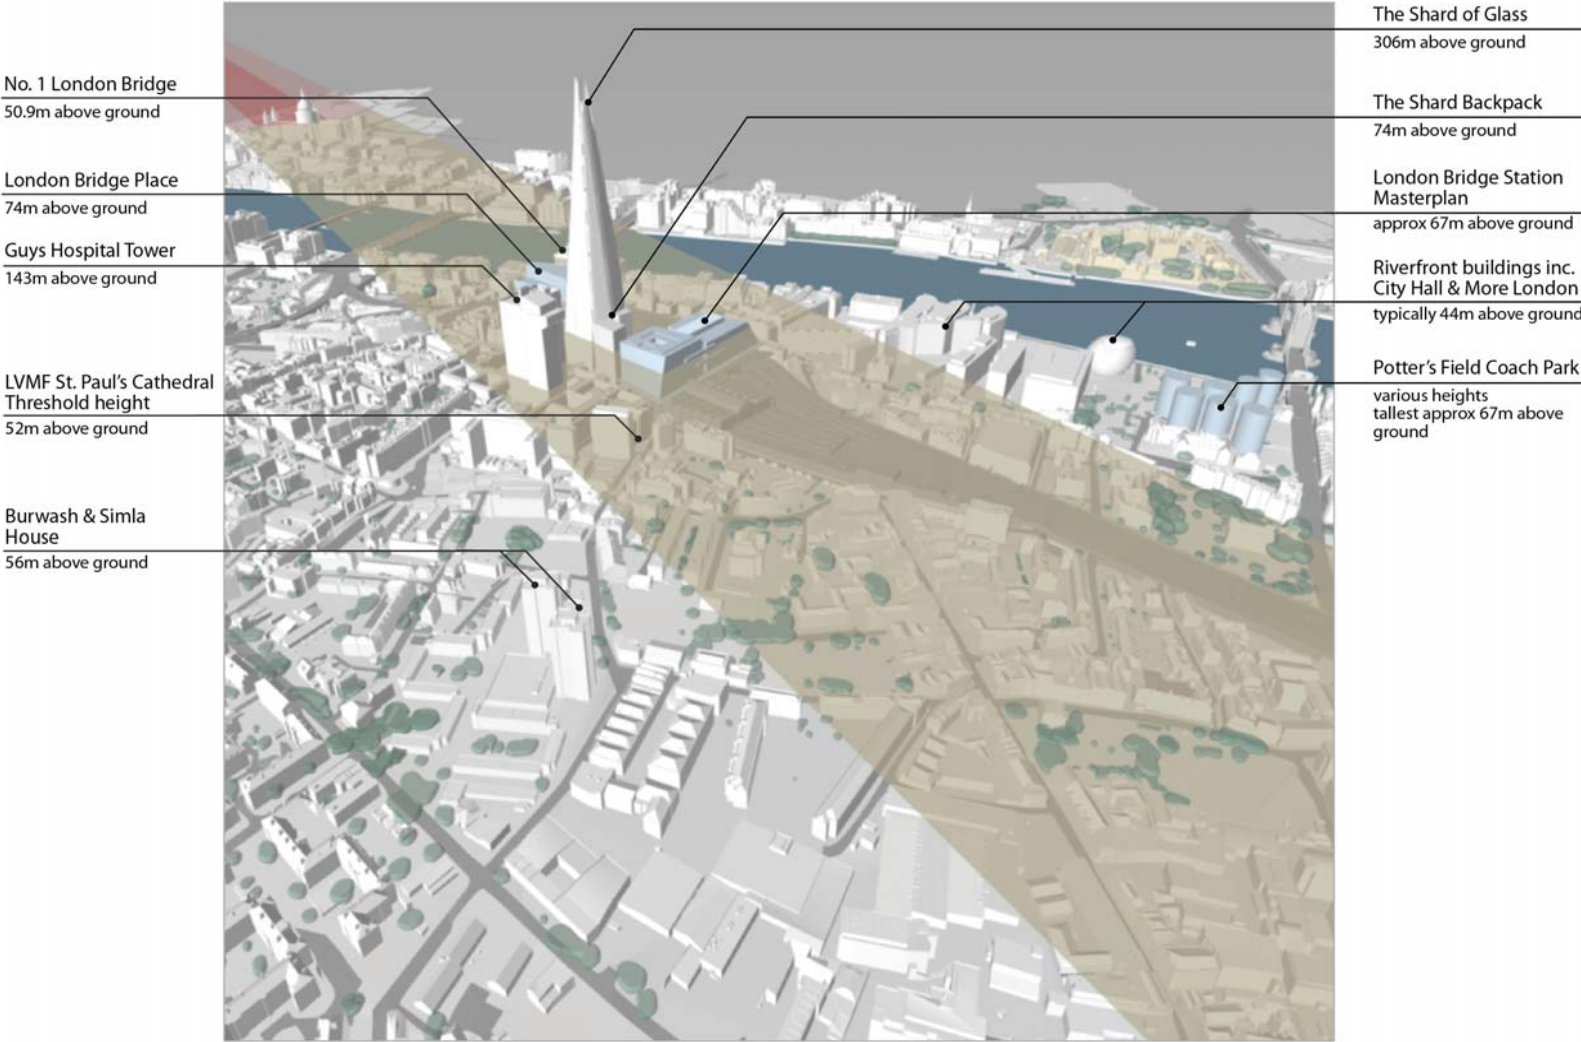 No. 1 London Bridge
50.9m above ground
London Bridge Place
74m above ground
Guys Hospital Tower
143m above ground
LVMF St. Paul's Cathedral
Threshold height
52m above ground
Burwash & Simla
House
56m above ground
The Shard of Glass
306m above ground
The Shard Backpack
74m above ground
London Bridge Station
Masterplan
approx 67m above ground
Riverfront buildings inc.
City Hall & More London
typically 44m above ground
Potter's Field Coach Park
various heights
tallest approx 67m above
ground